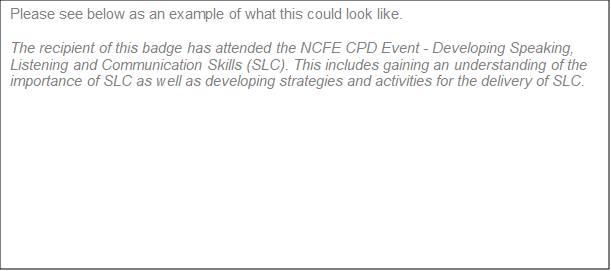 Please see below as an example of what this could look like.
The recipient of this badge has attended the NCFE CPD Event - Developing Speaking,
Listening and Communication Skills (SLC). This includes gaining an understanding of the
importance of SLC as well as developing strategies and activities for the delivery of SLC.